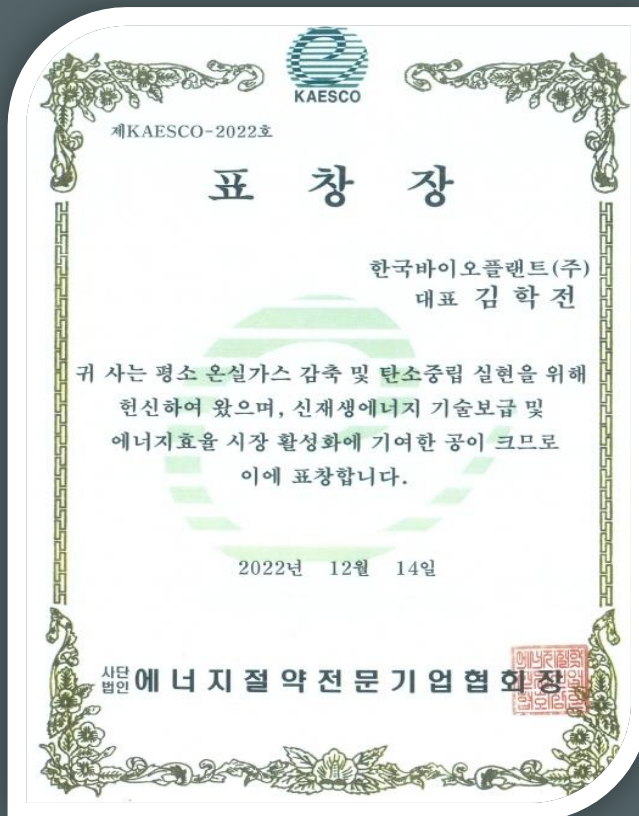 KAESCO
제KAESCO-2022호
표 창 장
한국바이오플랜트(주)
대표 김 학 전
귀 사는 평소 온실가스 감축 및 탄소중립 실현을 위해
헌신하여 왔으며, 신재생에너지 기술보급 및
에너지효율 시장 활성화에 기여한 공이 크므로
이에 표창합니다.
2022년 12월 14일
사단법인 에너지절약전문기업협회장